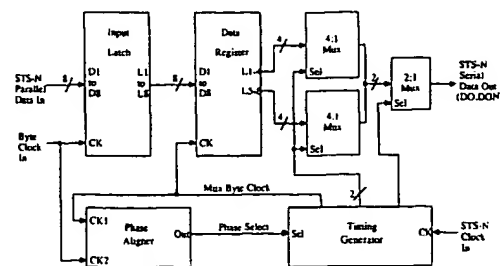 Input
Latch
Data
Register
4:1
Mux
Sel
4
4
STS-N
Parallel
Data In
8
D1
to
D8
L1
to
L8
8
D1
to
D8
L1
L5
2
2:1
Mux
Sel
STS-N
Serial
Data Out
4:1
Mux
Sel
Byte
Clock
In
CK
CK
Mux Byte Clock
2
CK1
Phase
Aligner
Out
CK2
Phase Select
Sel
Timing
Generator
CK
STS-N
Clock
In